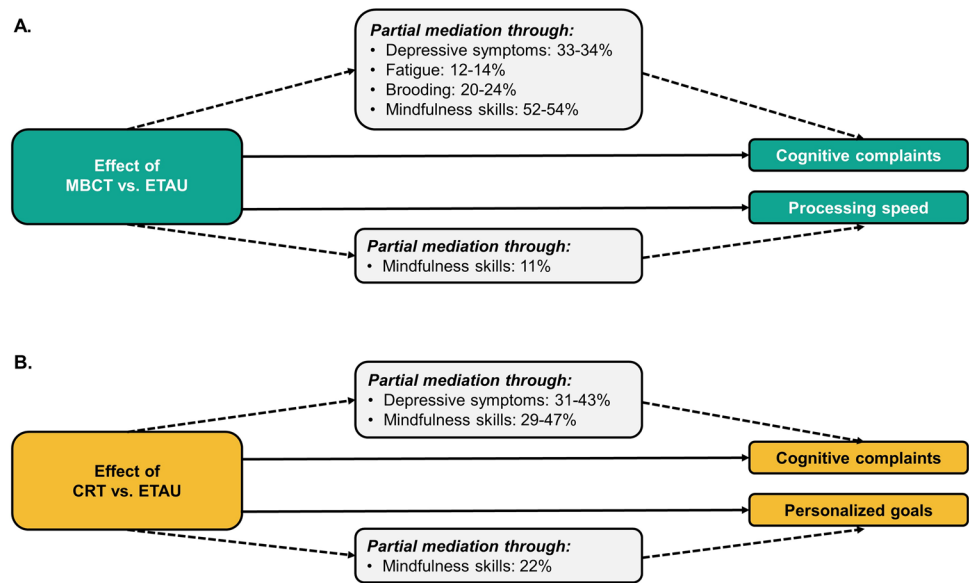 A.
Partial mediation through:
• Depressive symptoms: 33-34%
• Fatigue: 12-14%
• Brooding: 20-24%
• Mindfulness skills: 52-54%
Effect of
MBCT vs. ETAU
Cognitive complaints
Processing speed
Partial mediation through:
• Mindfulness skills: 11%
B.
Partial mediation through:
• Depressive symptoms: 31-43%
• Mindfulness skills: 29-47%
Effect of
CRT vs. ETAU
Cognitive complaints
Personalized goals
Partial mediation through:
• Mindfulness skills: 22%